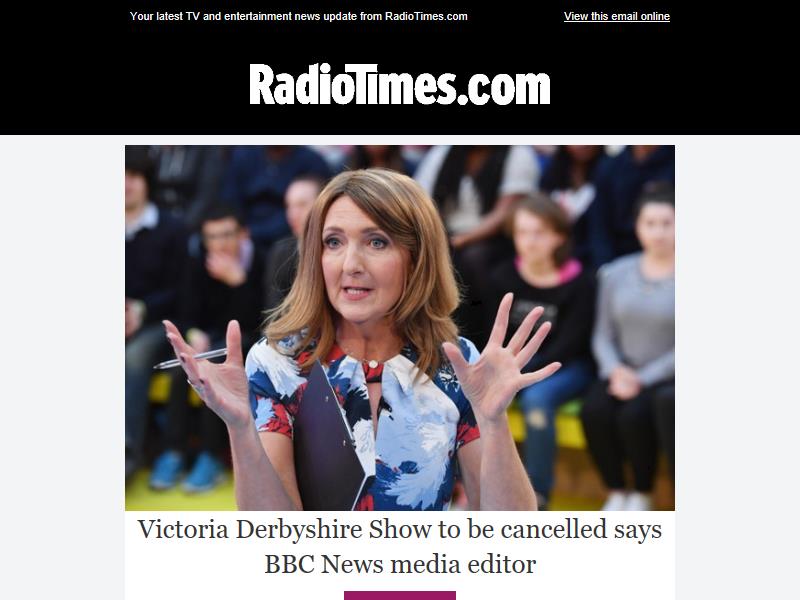 Your latest TV and entertainment news update from RadioTimes.com
View this email online
RadioTimes.com
Victoria Derbyshire Show to be cancelled says
BBC News media editor